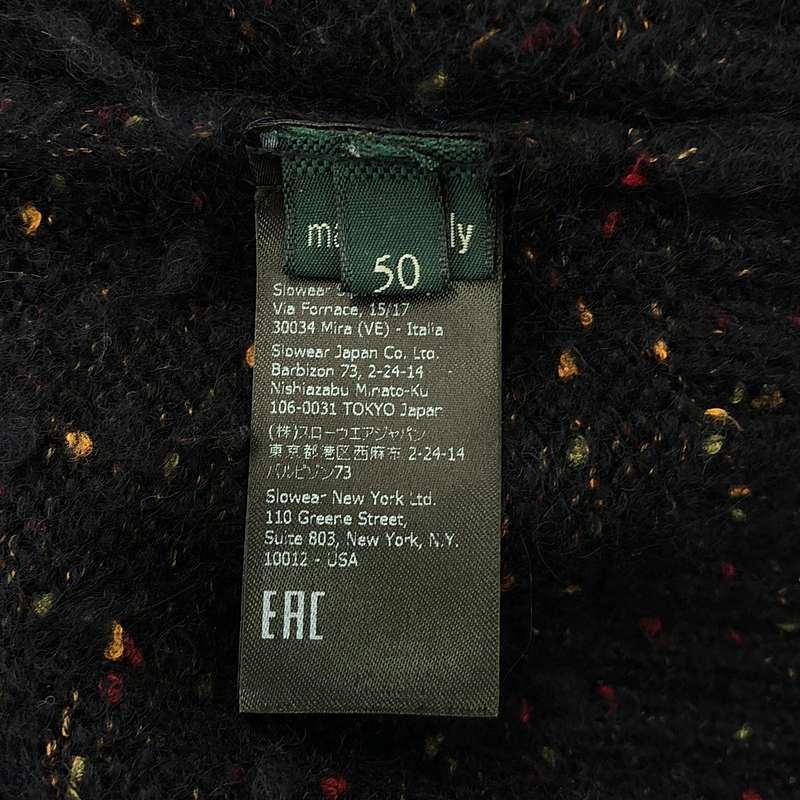 ma
ly
50
Slowear
Via Fornace, 15/17
30034 Mira (VE) - Italia
Slowear Japan Co. Ltd.
Barbizon 73, 2-24-14
Nishiazabu Minato-Ku
106-0031 TOKYO Japan
(株)スローウエアジャパン
東京都港区西麻布 2-24-14
バルビゾン73
Slowear New York Ltd.
110 Greene Street,
Suite 803, New York, N.Y.
10012 - USA
EAC